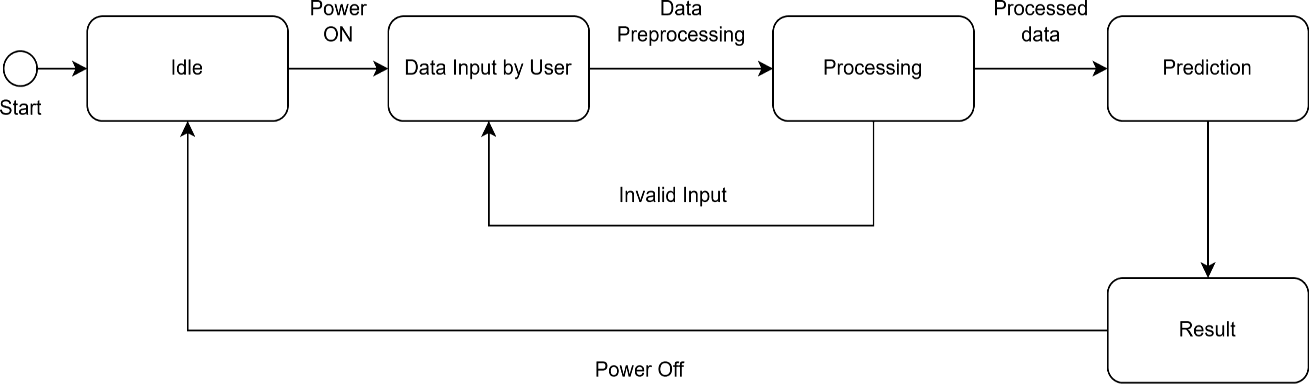 Power
ON
Data
Preprocessing
Processed
data
Idle
Data Input by User
Processing
Prediction
Start
Invalid Input
Result
Power Off